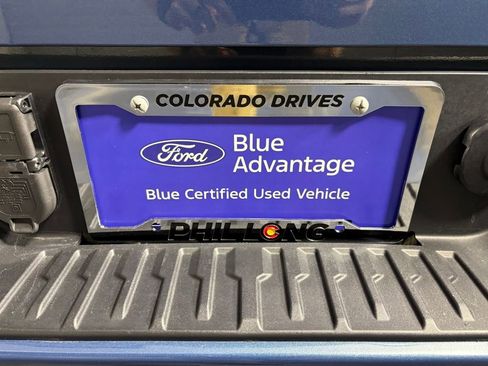 COLORADO DRIVES
Ford
Blue
Advantage
Blue Certified Used Vehicle
PHIL LONG